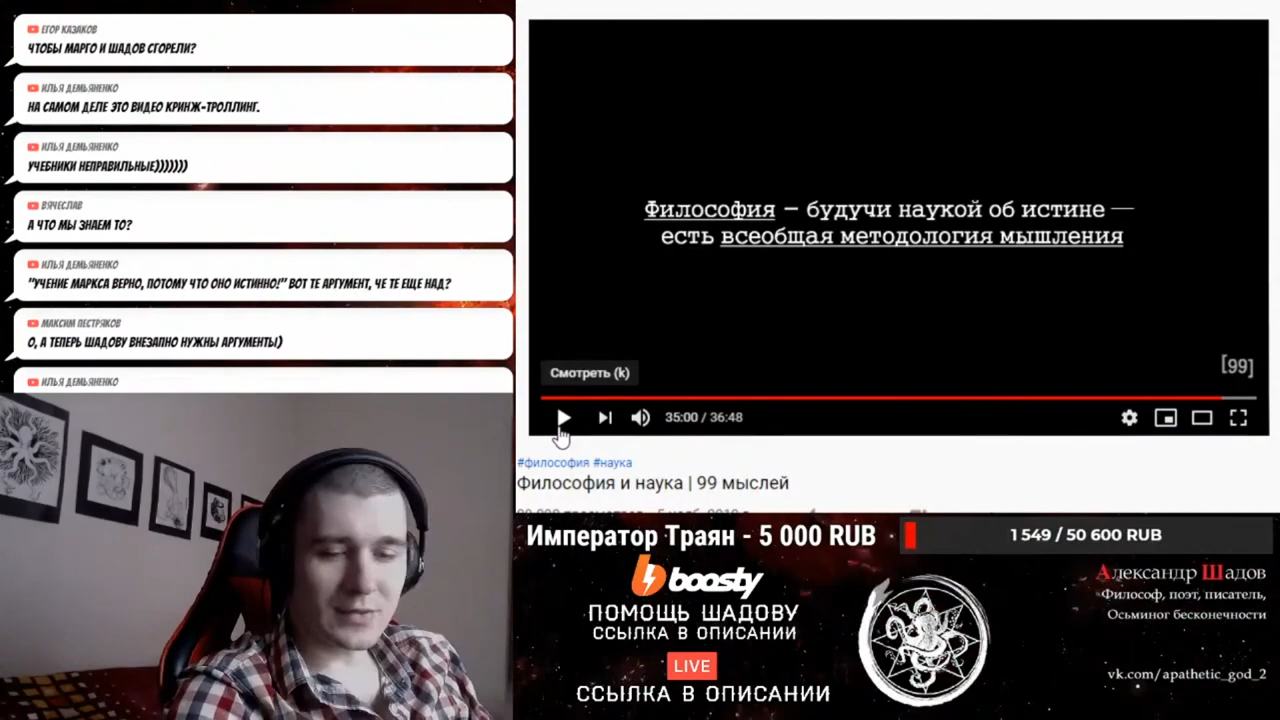 ЕГОР КАЗАКОВ
ЧТОБЫ МАРГО И ШАДОВ СГОРЕЛИ?
ИЛЬЯ ДЕМЬЯНЕНКО
НА САМОМ ДЕЛЕ ЭТО ВИДЕО КРИНЖ-ТРОЛЛИНГ.
ИЛЬЯ ДЕМЬЯНЕНКО
УЧЕБНИКИ НЕПРАВИЛЬНЫЕ)))))))
ВЯЧЕСЛАВ
А ЧТО МЫ ЗНАЕМ ТО?
ИЛЬЯ ДЕМЬЯНЕНКО
"УЧЕНИЕ МАРКСА ВЕРНО, ПОТОМУ ЧТО ОНО ИСТИННО!" ВОТ ТЕ АРГУМЕНТ, ЧЕ ТЕ ЕЩЕ НАД?
МАКСИМ ПЕСТРЯКОВ
О, А ТЕПЕРЬ ШАДОВУ ВНЕЗАПНО НУЖНЫ АРГУМЕНТЫ)
ИЛЬЯ ДЕМЬЯНЕНКО
Философия – будучи наукой об истине —
есть всеобщая методология мышления
[99]
Смотреть (k)
35:00 / 36:48
#философия #наука
Философия и наука | 99 мыслей
Император Траян - 5 000 RUB
1 549 / 50 600 RUB
boosty
ПОМОЩЬ ШАДОВУ
ССЫЛКА В ОПИСАНИИ
LIVE
ССЫЛКА В ОПИСАНИИ
Александр Шадов
Философ, поэт, писатель,
Осьминог бесконечности
vk.com/apathetic_god_2